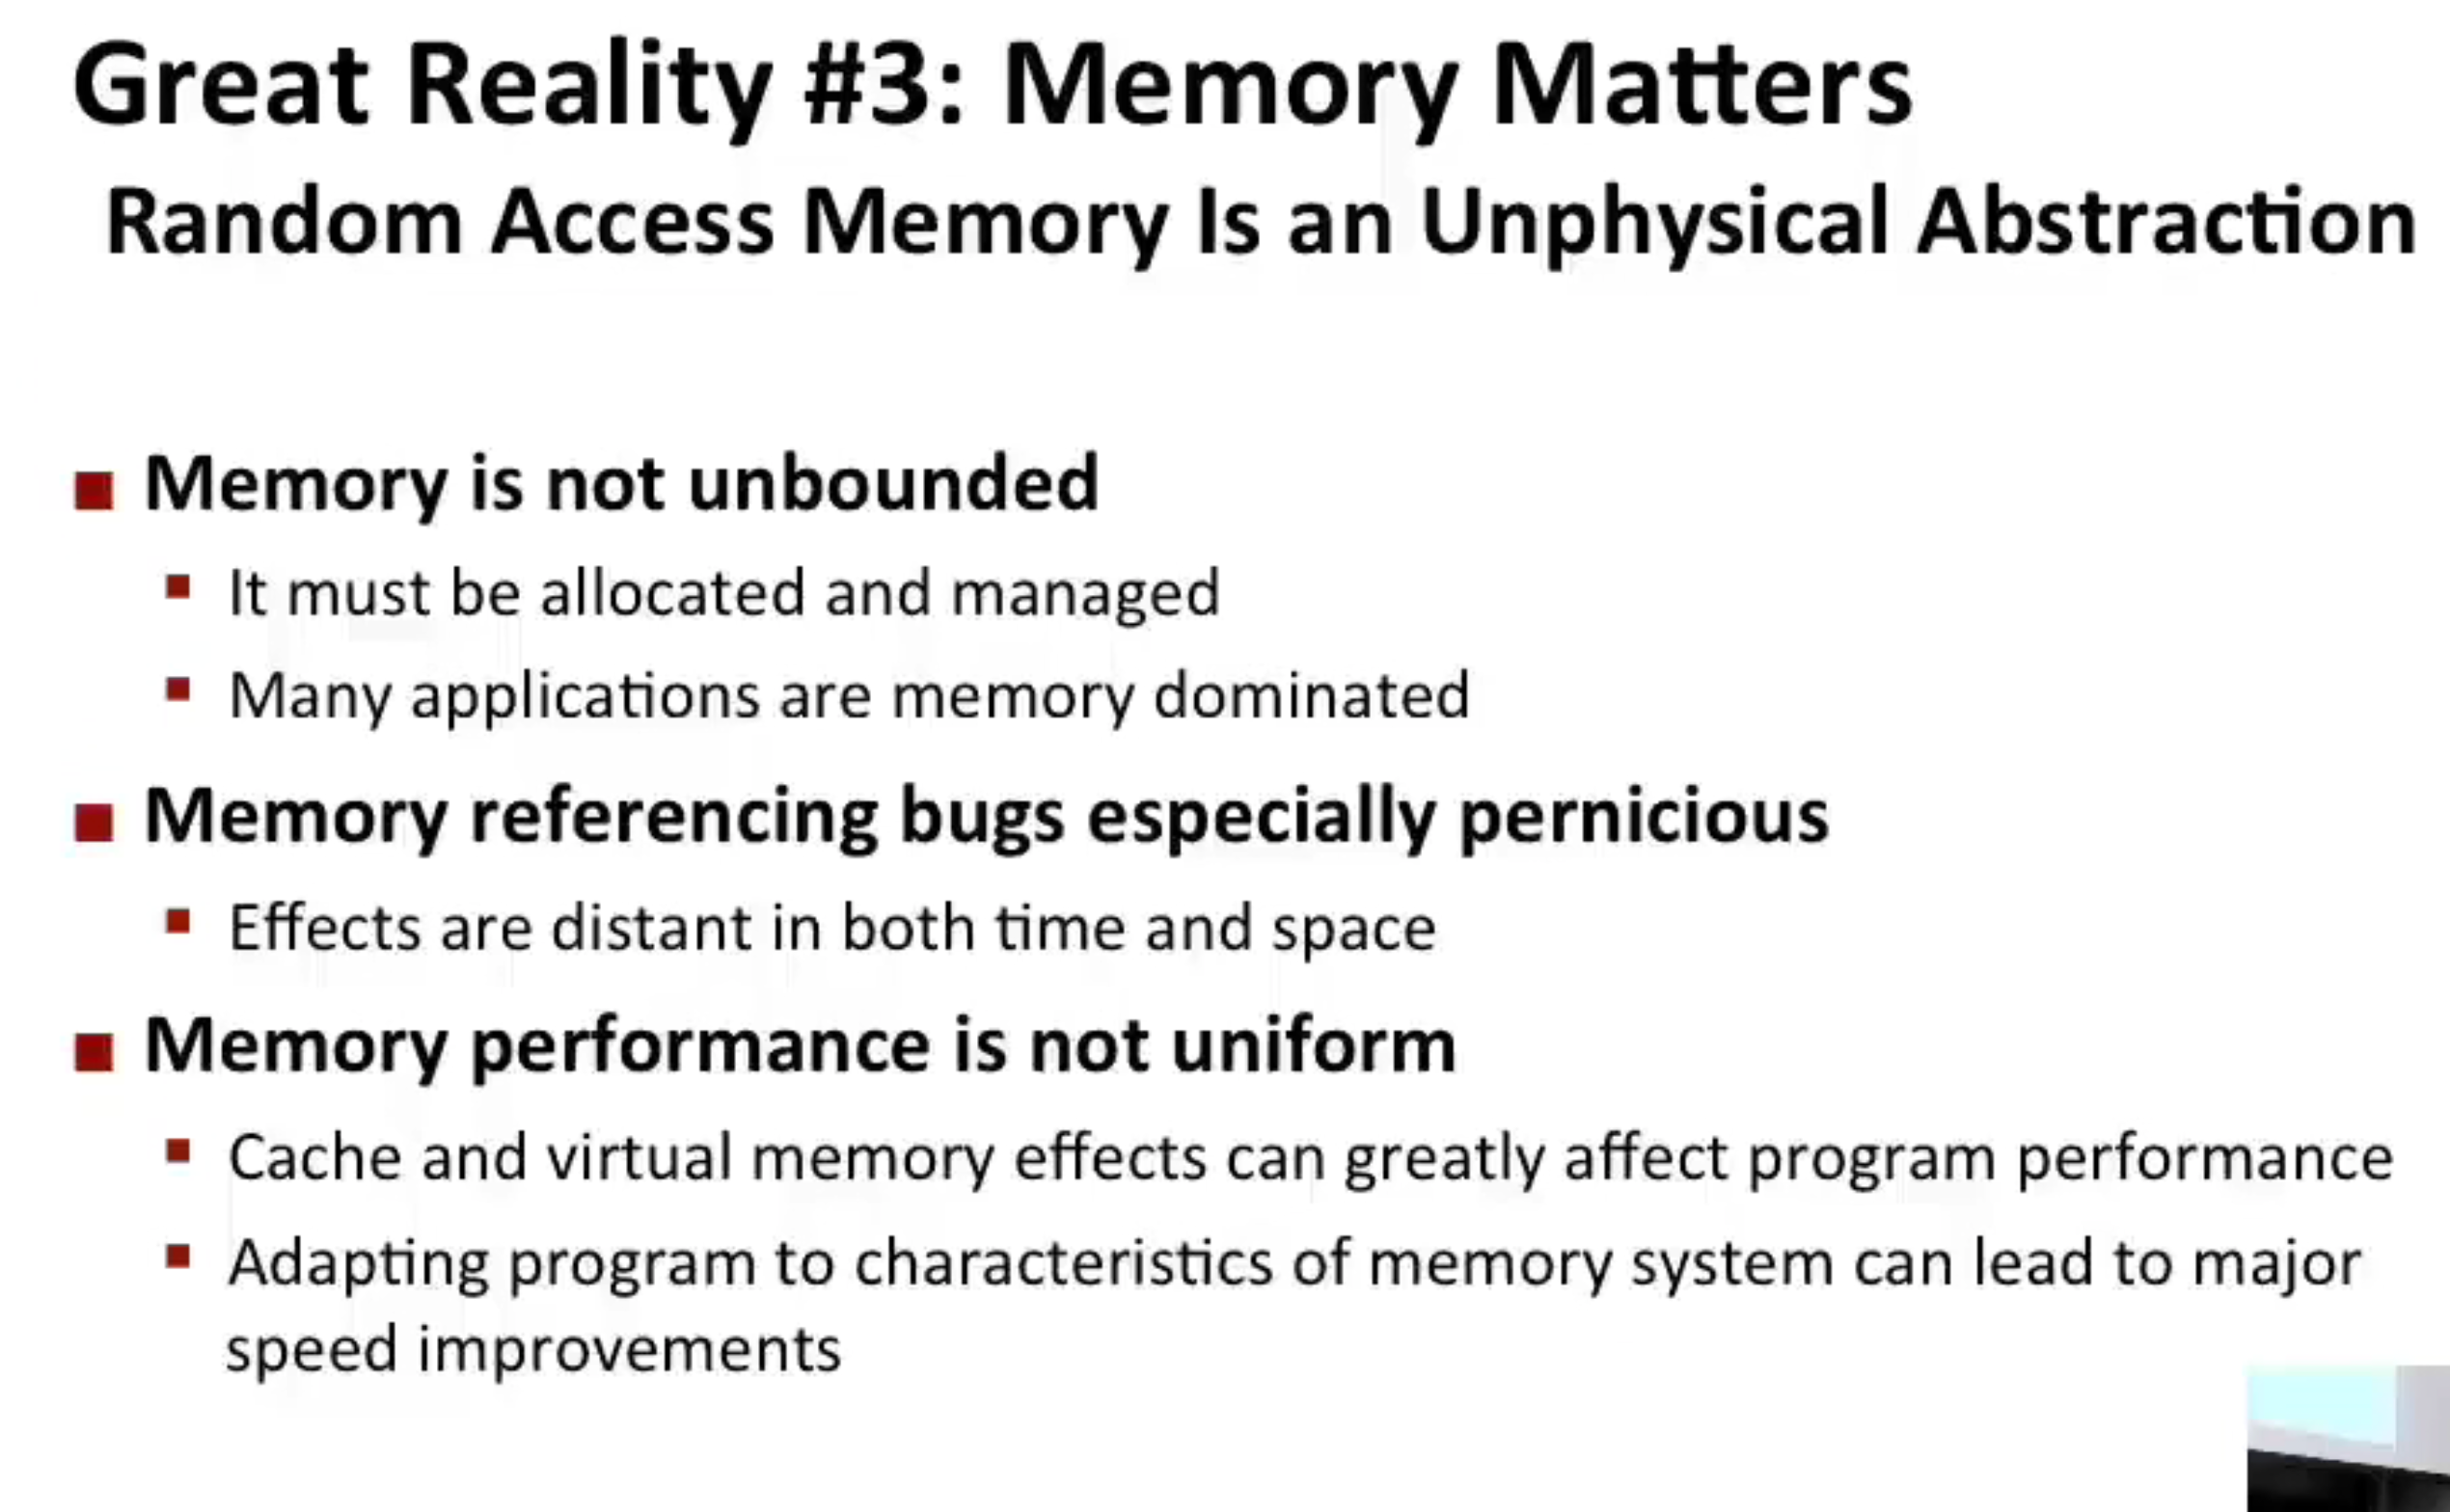 Great Reality #3: Memory Matters
Random Access Memory Is an Unphysical Abstraction
Memory is not unbounded
It must be allocated and managed
Many applications are memory dominated
Memory referencing bugs especially pernicious
Effects are distant in both time and space
Memory performance is not uniform
Cache and virtual memory effects can greatly affect program performance
Adapting program to characteristics of memory system can lead to major
speed improvements